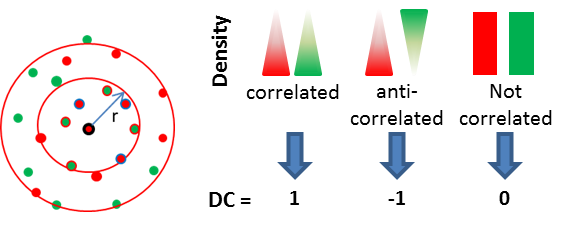 r
Density
correlated
anti-
correlated
Not
correlated
DC = 1 -1 0